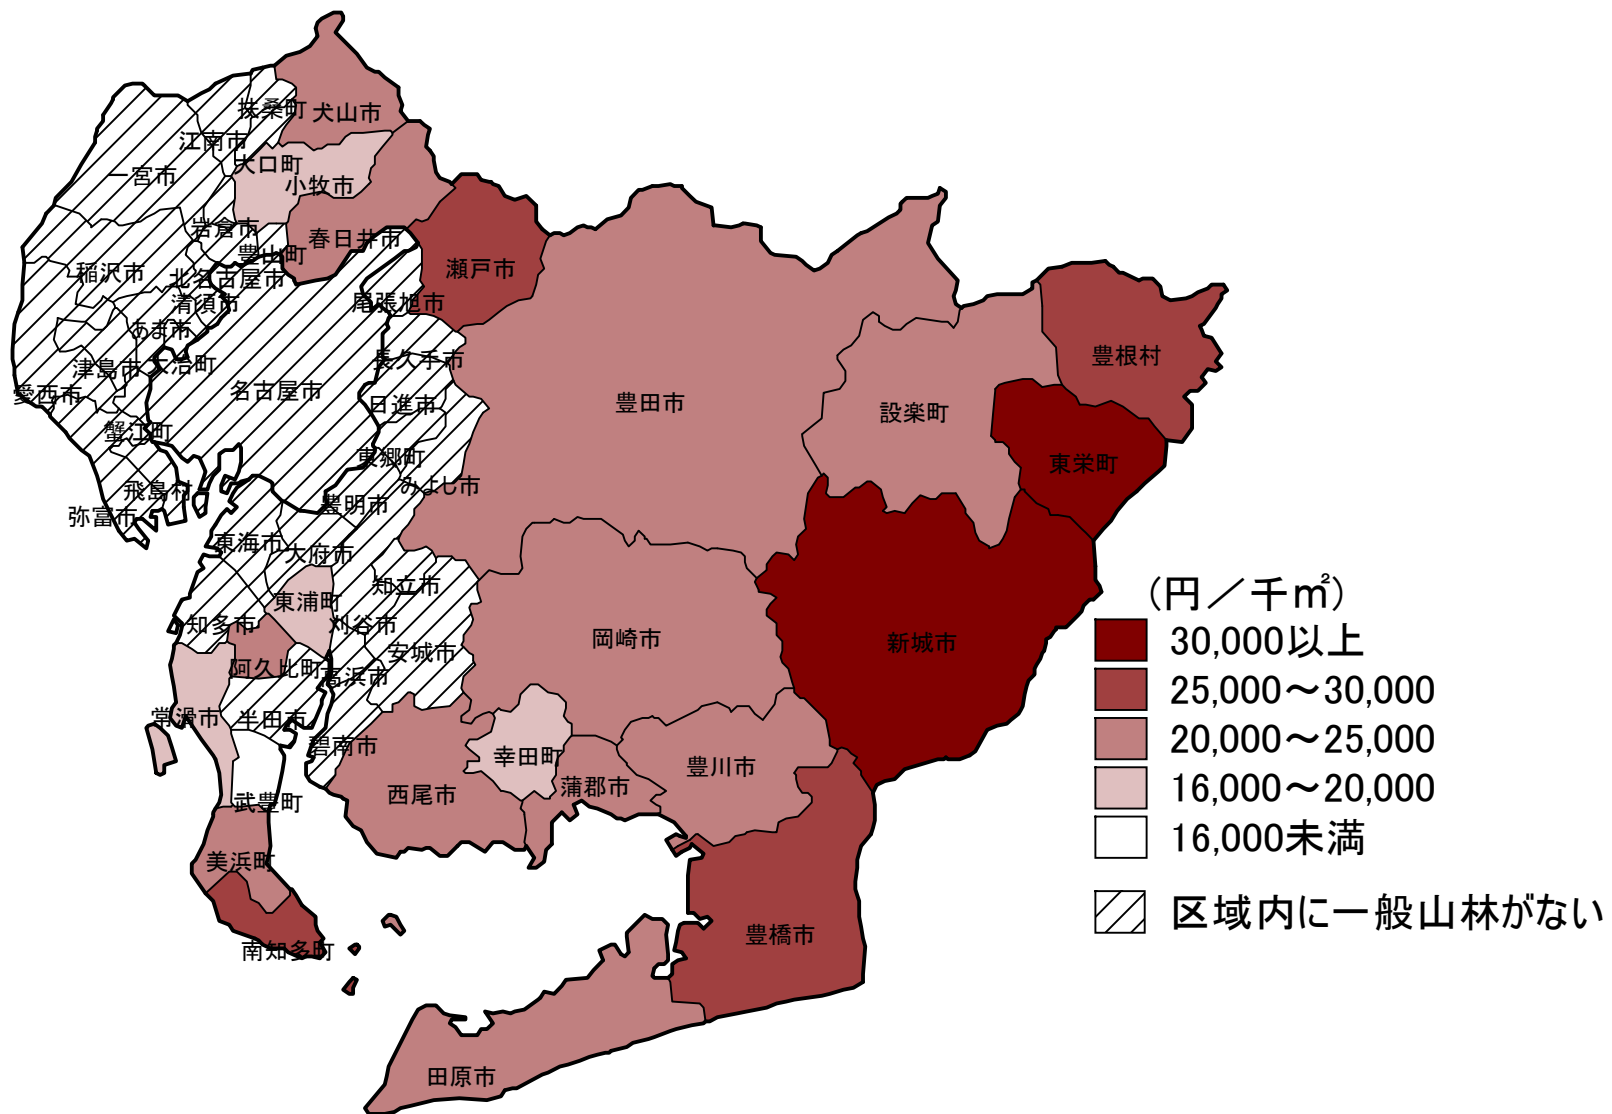 扶桑町
犬山市
江南市
大口町
一宮市
小牧市
岩倉市
豊山町
春日井市
稲沢市
北名古屋市
瀬戸市
清須市
尾張旭市
あま市
津島市
大治町
長久手市
豊根村
愛西市
名古屋市
日進市
豊田市
設楽町
蟹江町
東郷町
東栄町
飛島村
みよし市
弥富市
豊明市
東海市
大府市
知立市
東浦町
知多市
刈谷市
岡崎市
新城市
阿久比町
高浜市
安城市
常滑市
半田市
碧南市
幸田町
豊川市
武豊町
西尾市
蒲郡市
美浜町
南知多町
豊橋市
田原市
(円／千㎡)
30,000以上
25,000～30,000
20,000～25,000
16,000～20,000
16,000未満
区域内に一般山林がない